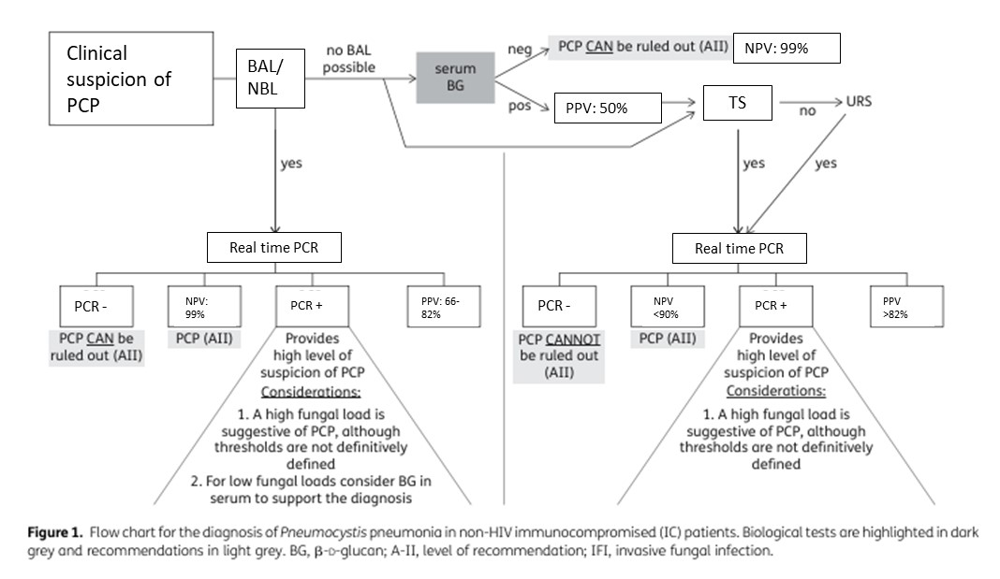 Clinical
suspicion of
PCP
BAL/
NBL
no BAL
possible
serum
BG
neg
PCP CAN be ruled out (AII)
NPV: 99%
pos
PPV: 50%
TS
no
URS
yes
yes
yes
Real time PCR
PCR -
PCP CAN be
ruled out (AII)
NPV:
99%
PCP (AII)
PCR +
PPV: 66-
82%
Provides
high level of
suspicion of PCP
Considerations:
1. A high fungal load is
suggestive of PCP, although
thresholds are not definitively
defined
2. For low fungal loads consider BG in
serum to support the diagnosis
Real time PCR
PCR -
PCP CANNOT
be ruled out
(AII)
NPV
<90%
PCP (AII)
PCR +
PPV
>82%
Provides
high level of
suspicion of PCP
Considerations:
1. A high fungal load is
suggestive of PCP, although
thresholds are not definitively
defined
Figure 1. Flow chart for the diagnosis of Pneumocystis pneumonia in non-HIV immunocompromised (IC) patients. Biological tests are highlighted in dark
grey and recommendations in light grey. BG, β-D-glucan; A-II, level of recommendation; IFI, invasive fungal infection.